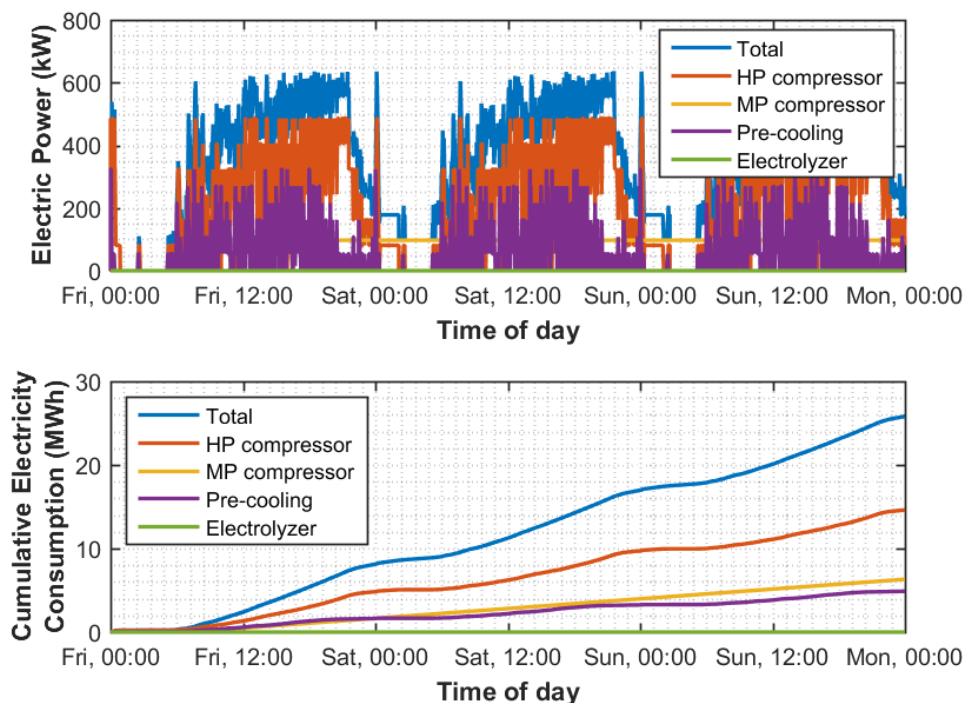 800
600
400
200
0
Electric Power (kW)
Total
HP compressor
MP compressor
Pre-cooling
Electrolyzer
Fri, 00:00 Fri, 12:00 Sat, 00:00 Sat, 12:00 Sun, 00:00 Sun, 12:00 Mon, 00:00
Time of day
30
20
10
0
Cumulative Electricity
Consumption (MWh)
Total
HP compressor
MP compressor
Pre-cooling
Electrolyzer
Fri, 00:00 Fri, 12:00 Sat, 00:00 Sat, 12:00 Sun, 00:00 Sun, 12:00 Mon, 00:00
Time of day